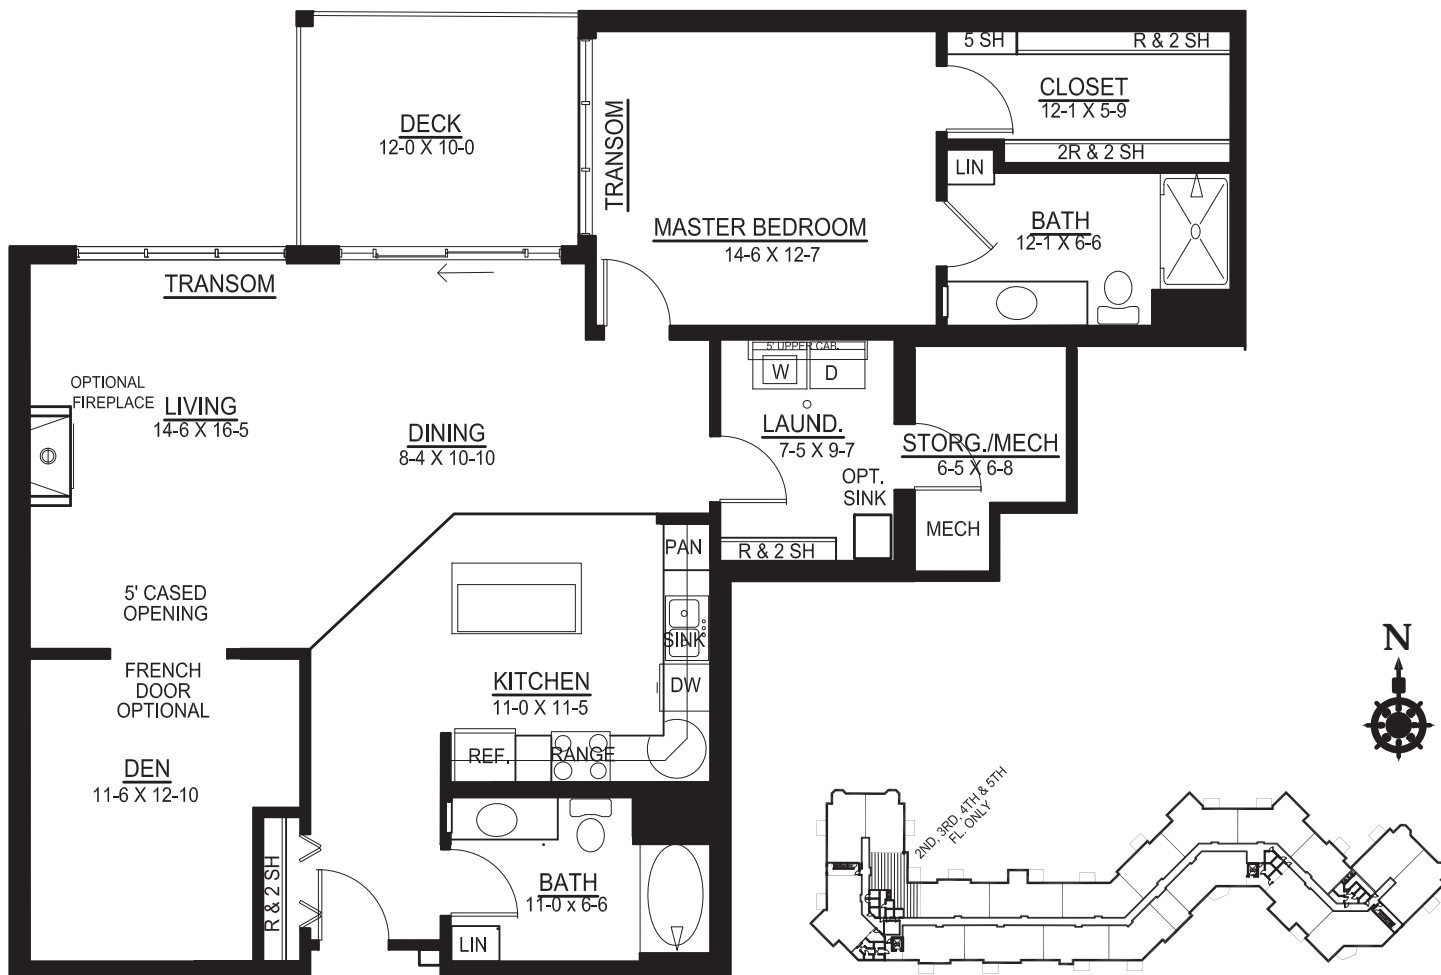 5 SH
R & 2 SH
CLOSET
12-1 X 5-9
2R & 2 SH
DECK
12-0 X 10-0
TRANSOM
LIN
MASTER BEDROOM
14-6 X 12-7
BATH
12-1 X 6-6
TRANSOM
5' UPPER CAB.
W
D
OPTIONAL
FIREPLACE
LIVING
14-6 X 16-5
DINING
8-4 X 10-10
LAUND.
7-5 X 9-7
STORG./MECH
6-5 X 6-8
OPT.
SINK
MECH
R & 2 SH
PAN
5' CASED
OPENING
SINK
FRENCH
DOOR
OPTIONAL
KITCHEN
11-0 X 11-5
DW
REF.
RANGE
DEN
11-6 X 12-10
R & 2 SH
BATH
11-0 x 6-6
LIN
N
2ND, 3RD, 4TH & 5TH
FL. ONLY